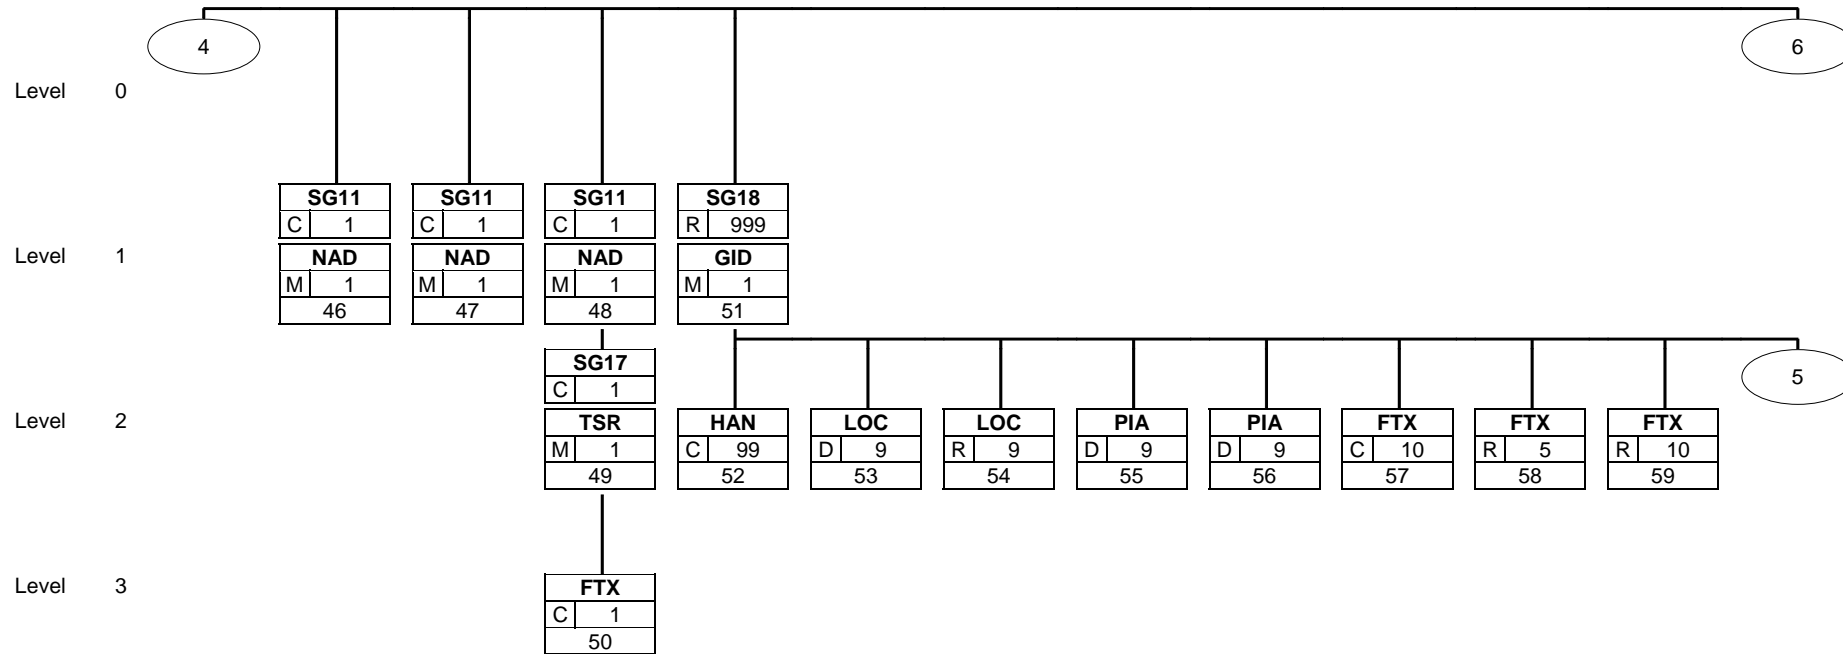 4 6
Level 0
SG11 SG11 SG11 SG18
C 1 C 1 C 1 R 999
Level 1 NAD NAD NAD GID
M 1 M 1 M 1 M 1
46 47 48 51
SG17
C 1
5
Level 2 TSR HAN LOC LOC PIA PIA FTX FTX FTX
M 1 C 99 D 9 R 9 D 9 D 9 C 10 R 5 R 10
49 52 53 54 55 56 57 58 59
Level 3 FTX
C 1
50